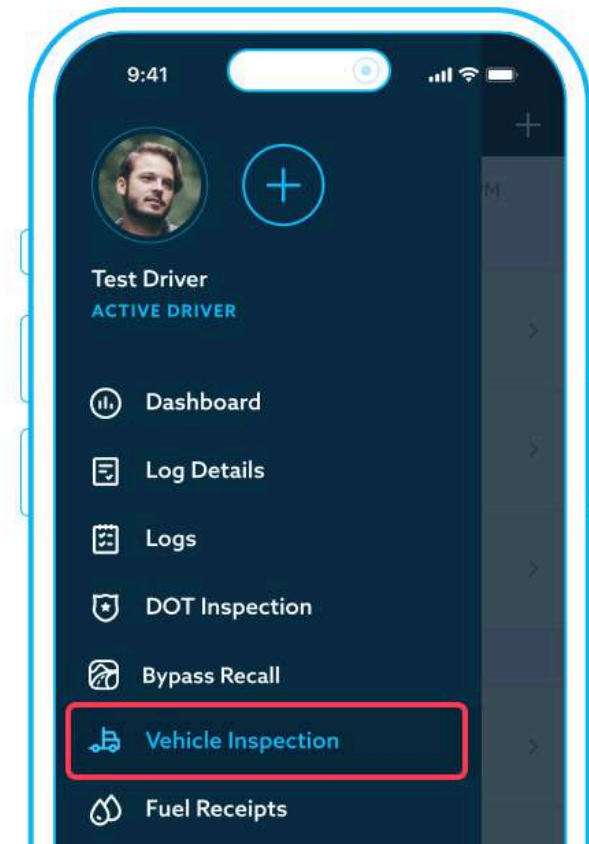 9:41
Test Driver
ACTIVE DRIVER
Dashboard
Log Details
Logs
DOT Inspection
Bypass Recall
Vehicle Inspection
Fuel Receipts